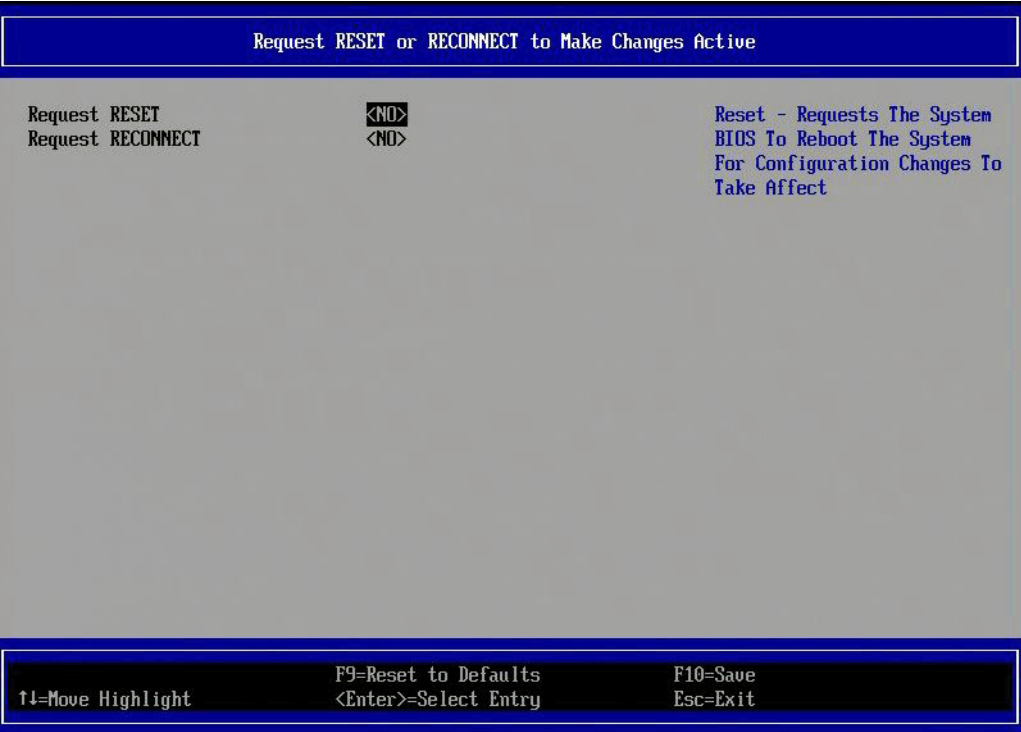 Request RESET or RECONNECT to Make Changes Active
Request RESET <NO>
Request RECONNECT <NO>
Reset - Requests The System
BIOS To Reboot The System
For Configuration Changes To
Take Affect
F9=Reset to Defaults F10=Save
↑↓=Move Highlight <Enter>=Select Entry Esc=Exit